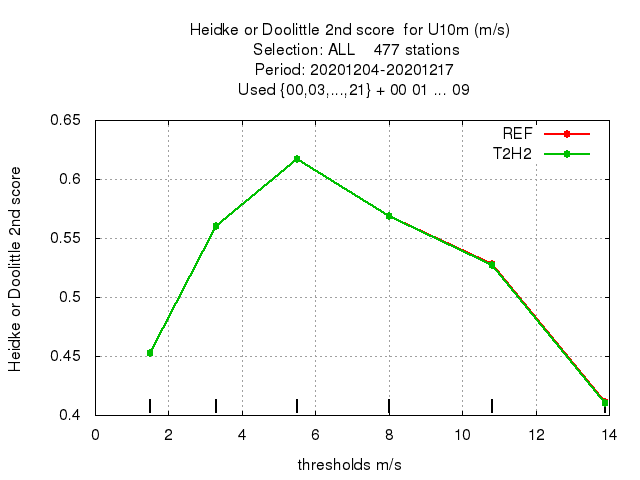 Heidke or Doolittle 2nd score  for U10m (m/s)
Selection: ALL    477 stations
Period: 20201204-20201217
Used {00,03,...,21} + 00 01 ... 09
REF
T2H2
Heidke or Doolittle 2nd score
0.65
0.6
0.55
0.5
0.45
0.4
0 2 4 6 8 10 12 14
thresholds m/s